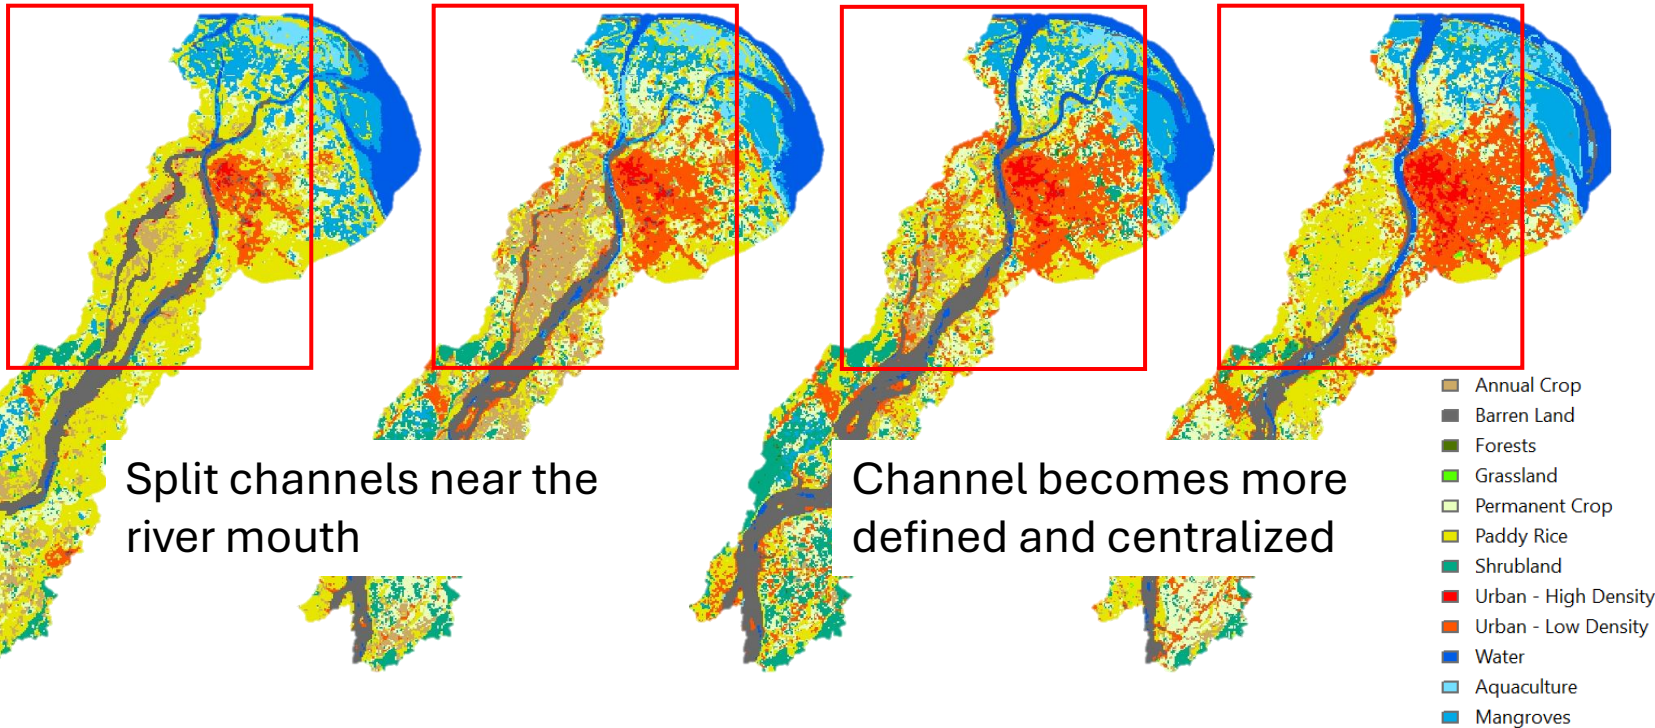 Split channels near the
river mouth
Channel becomes more
defined and centralized
Annual Crop
Barren Land
Forests
Grassland
Permanent Crop
Paddy Rice
Shrubland
Urban - High Density
Urban - Low Density
Water
Aquaculture
Mangroves